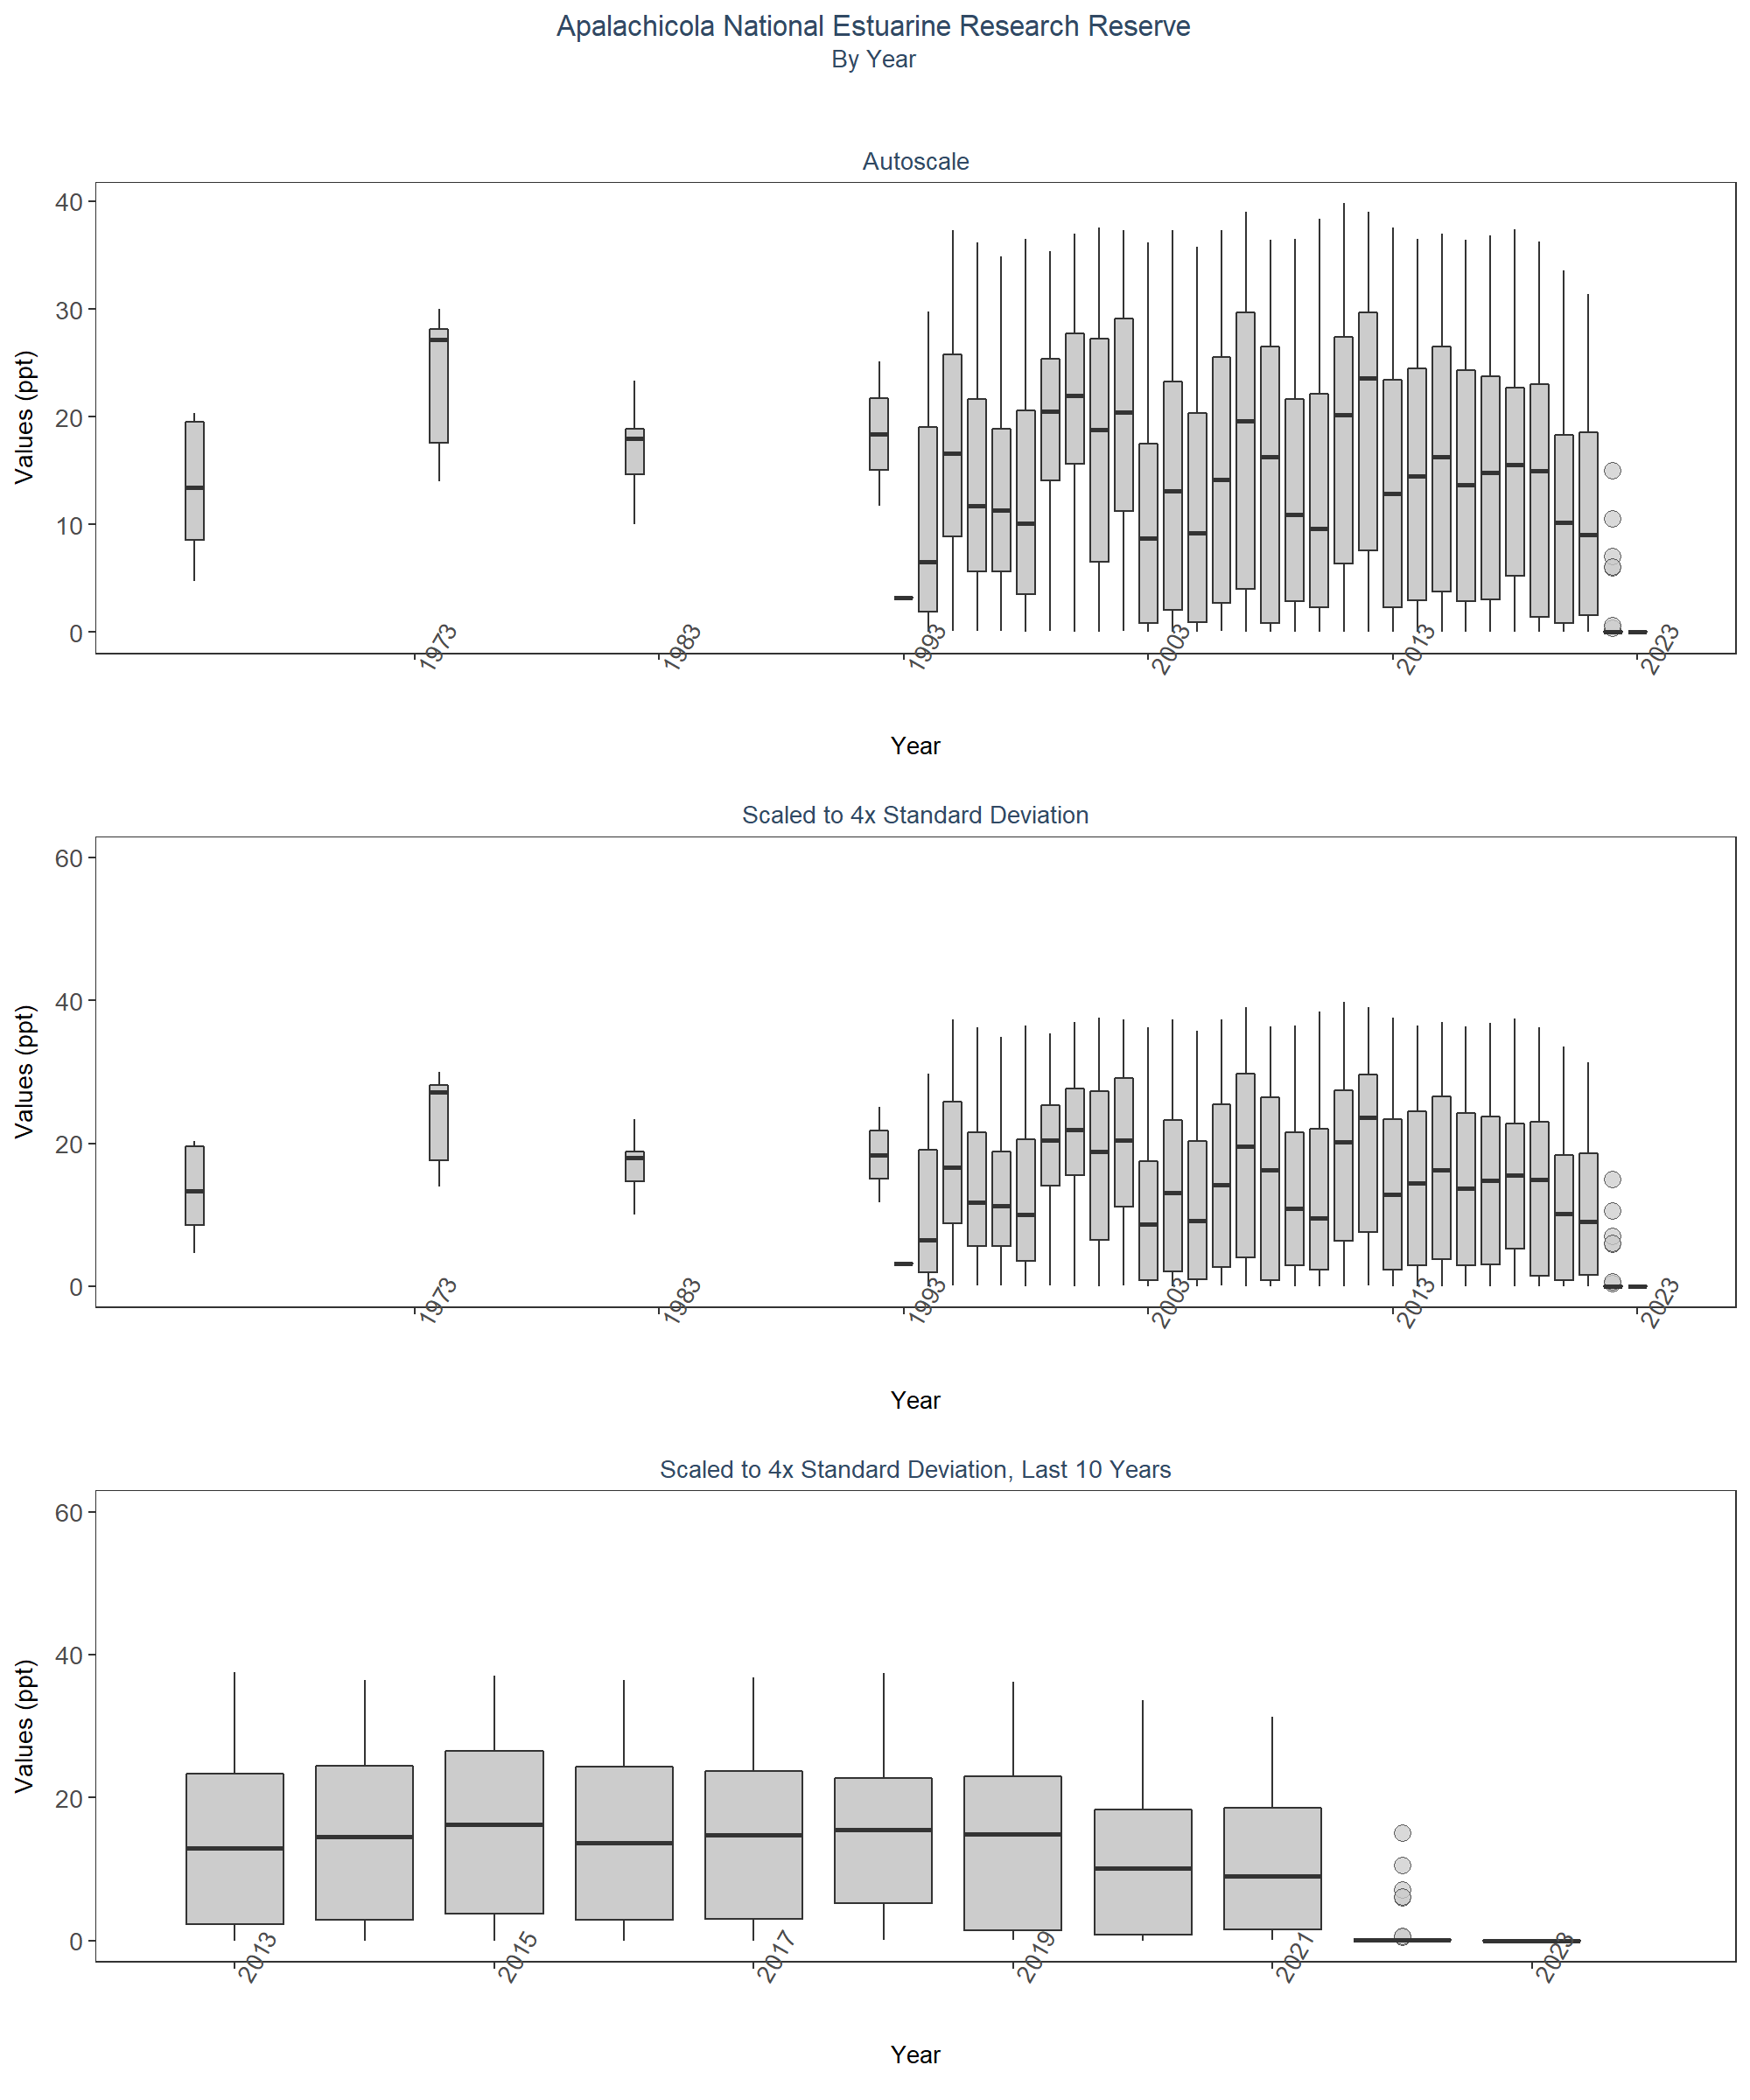 Apalachicola National Estuarine Research Reserve
By Year
Autoscale
Values (ppt)
40
30
20
10
0
1973 1983 1993 2003 2013 2023
Year
Scaled to 4x Standard Deviation
Values (ppt)
60
40
20
0
1973 1983 1993 2003 2013 2023
Year
Scaled to 4x Standard Deviation, Last 10 Years
Values (ppt)
60
40
20
0
2013 2015 2017 2019 2021 2023
Year